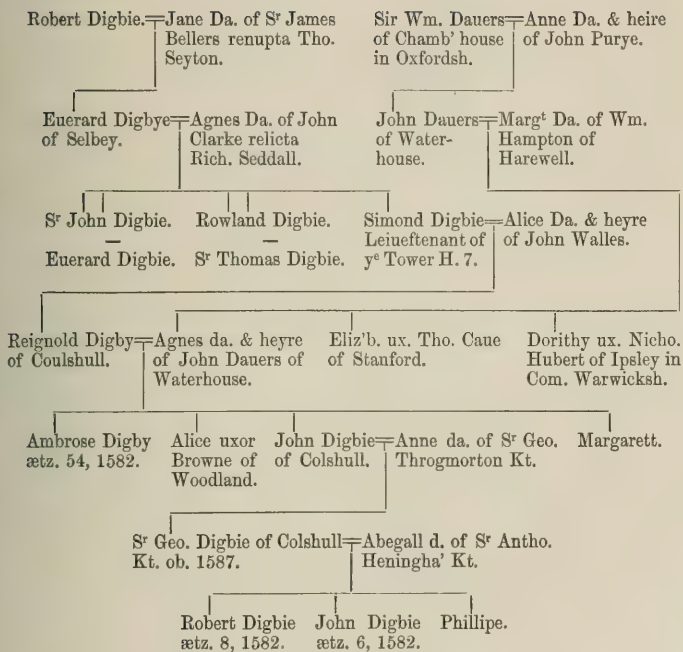 Robert Digbie. Jane Da. of Sʳ James
Bellers renupta Tho.
Seyton.
Sir Wm. Dauers Anne Da. & heire
of Chamb' house of John Purye.
in Oxfordsh.
Euerard Digbye Agnes Da. of John
of Selbey. Clarke relicta
Rich. Seddall.
John Dauers Margᵗ Da. of Wm.
of Water- Hampton of
house. Harewell.
Sʳ John Digbie. Rowland Digbie. Simond Digbie Alice Da. & heyre
— — Leiueftenant of of John Walles.
Euerard Digbie. Sʳ Thomas Digbie. yᵉ Tower H. 7.
Reignold Digby Agnes da. & heyre Eliz'b. ux. Tho. Caue Dorithy ux. Nicho.
of Coulshull. of John Dauers of of Stanford. Hubert of Ipsley in
Waterhouse. Com. Warwicksh.
Ambrose Digby Alice uxor John Digbie Anne da. of Sʳ Geo. Margarett.
ætz. 54, 1582. Browne of of Colshull. Throgmorton Kt.
Woodland.
Sʳ Geo. Digbie of Colshull Abegall d. of Sʳ Antho.
Kt. ob. 1587. Heningha' Kt.
Robert Digbie John Digbie Phillipe.
ætz. 8, 1582. ætz. 6, 1582.